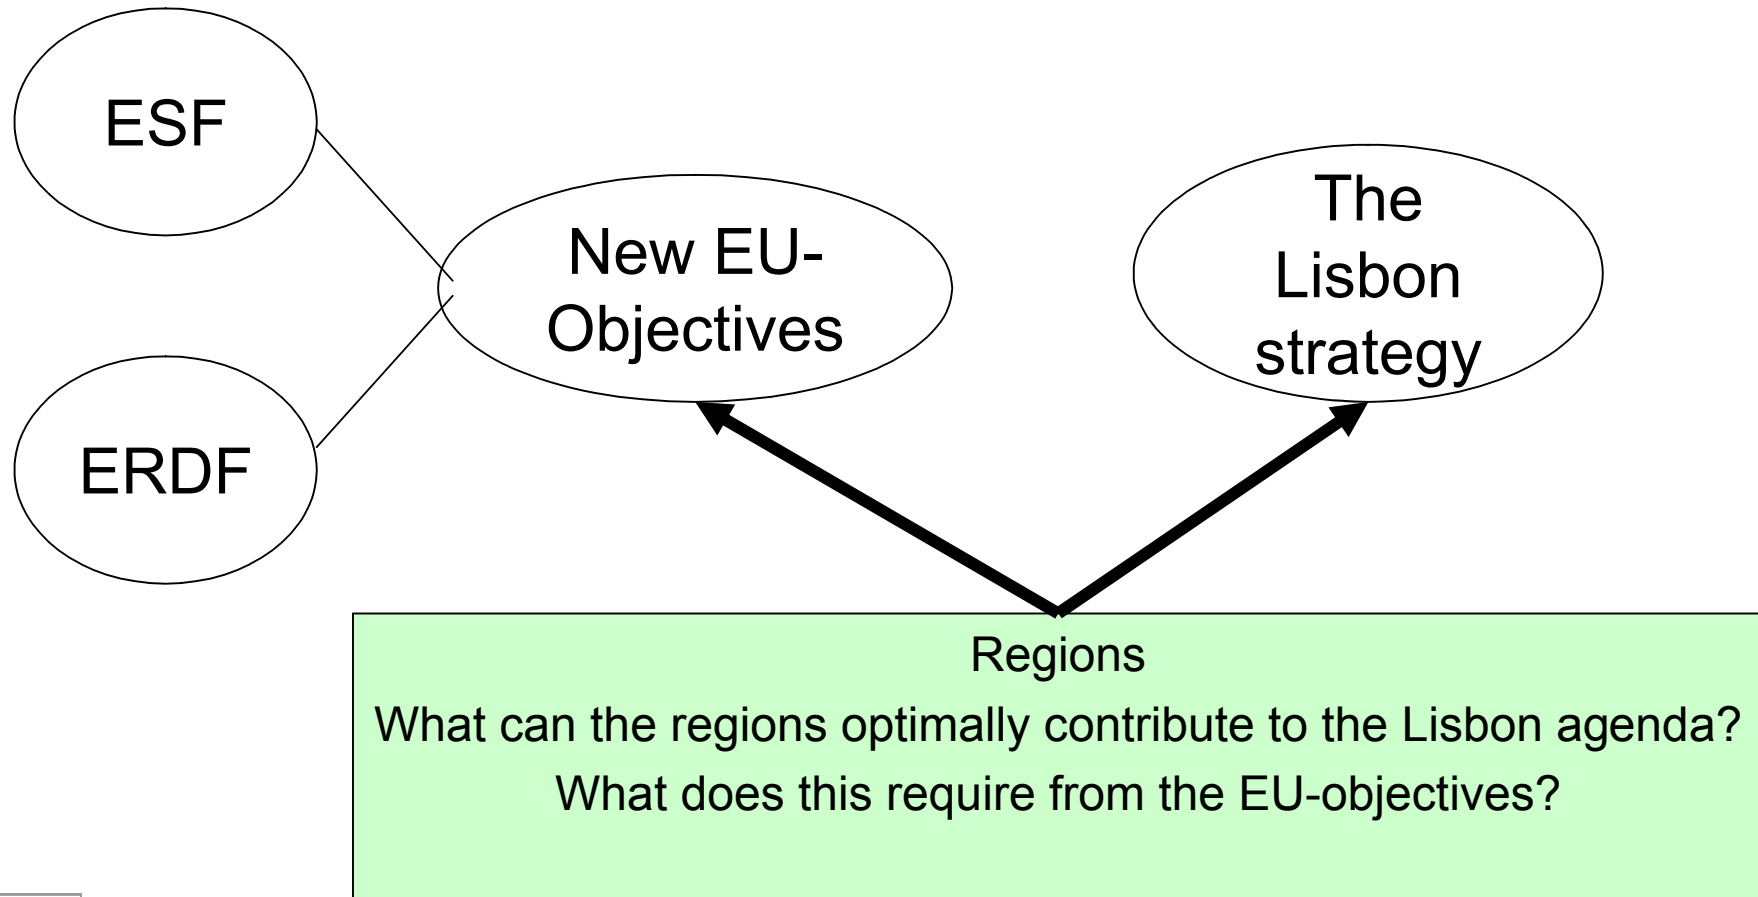 ESF
ERDF
New EU-
Objectives
The
Lisbon
strategy
Regions
What can the regions optimally contribute to the Lisbon agenda?
What does this require from the EU-objectives?